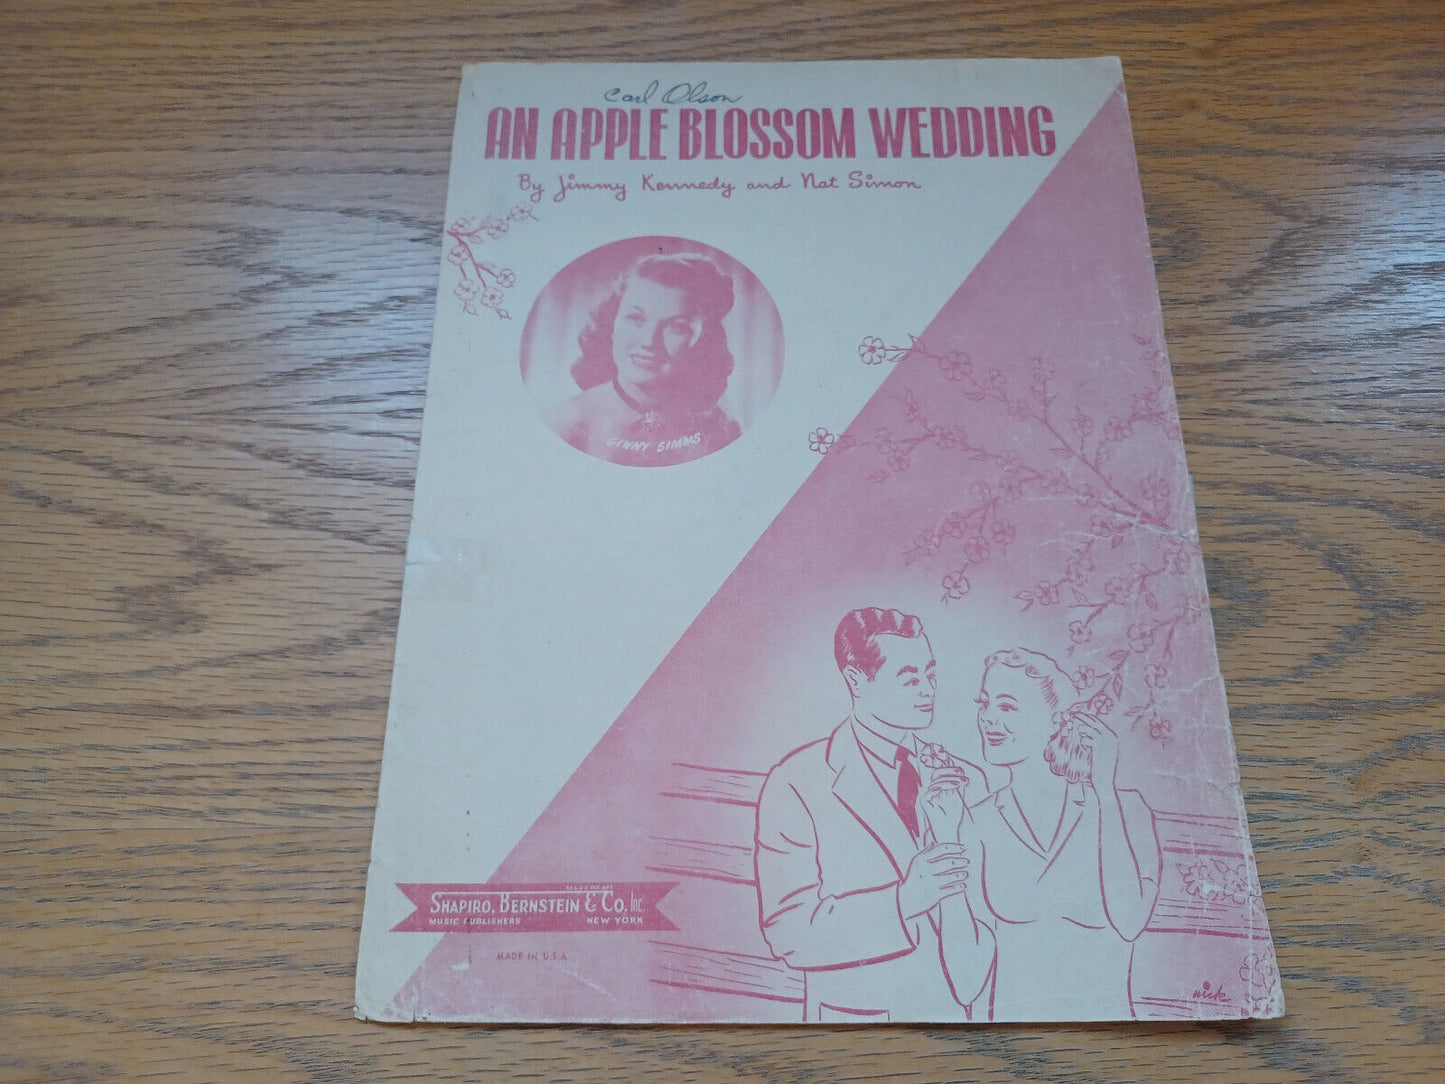 Carl Olson
AN APPLE BLOSSOM WEDDING
By Jimmy Kennedy and Nat Simon
GINNY SIMMS
SHAPIRO, BERNSTEIN & CO. Inc
MUSIC PUBLISHERS NEW YORK
MADE IN U.S.A.
nick